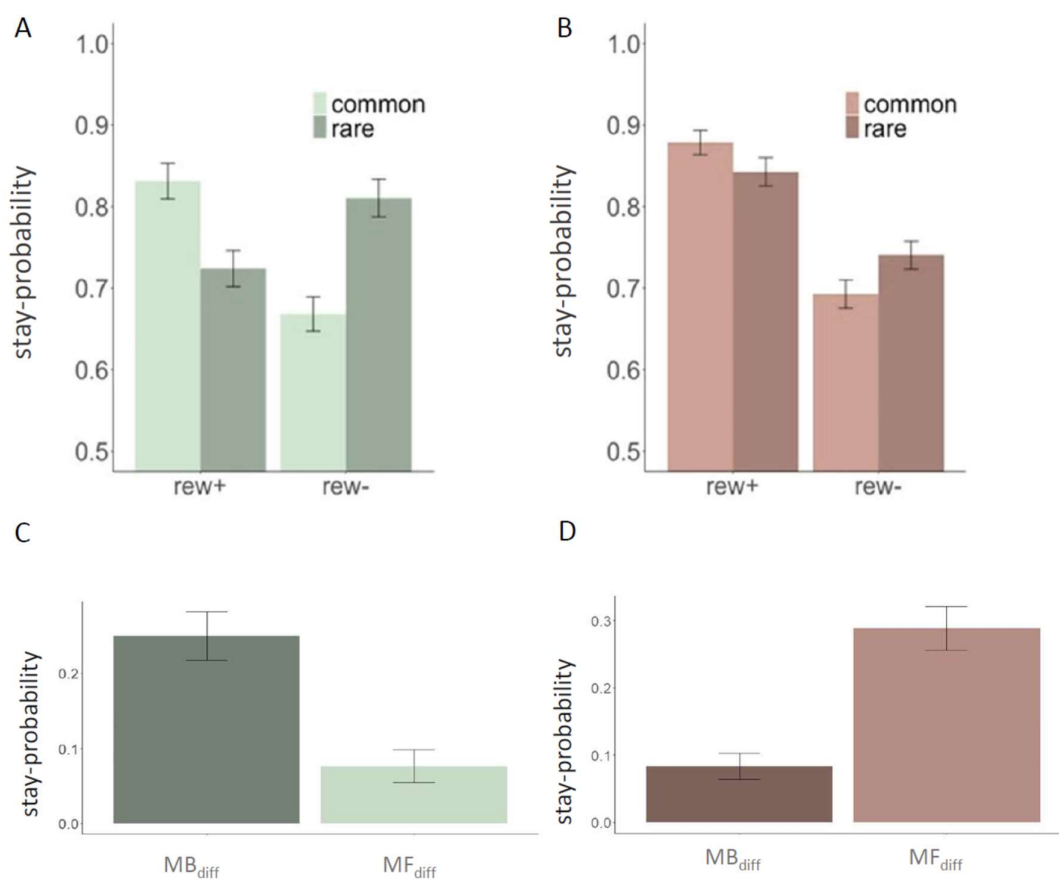 A
stay-probability
1.0
0.9
0.8
0.7
0.6
0.5
common
rare
rew+
rew-
B
stay-probability
1.0
0.9
0.8
0.7
0.6
0.5
common
rare
rew+
rew-
C
stay-probability
0.2
0.1
0.0
MBdiff
MFdiff
D
stay-probability
0.3
0.2
0.1
0.0
MBdiff
MFdiff